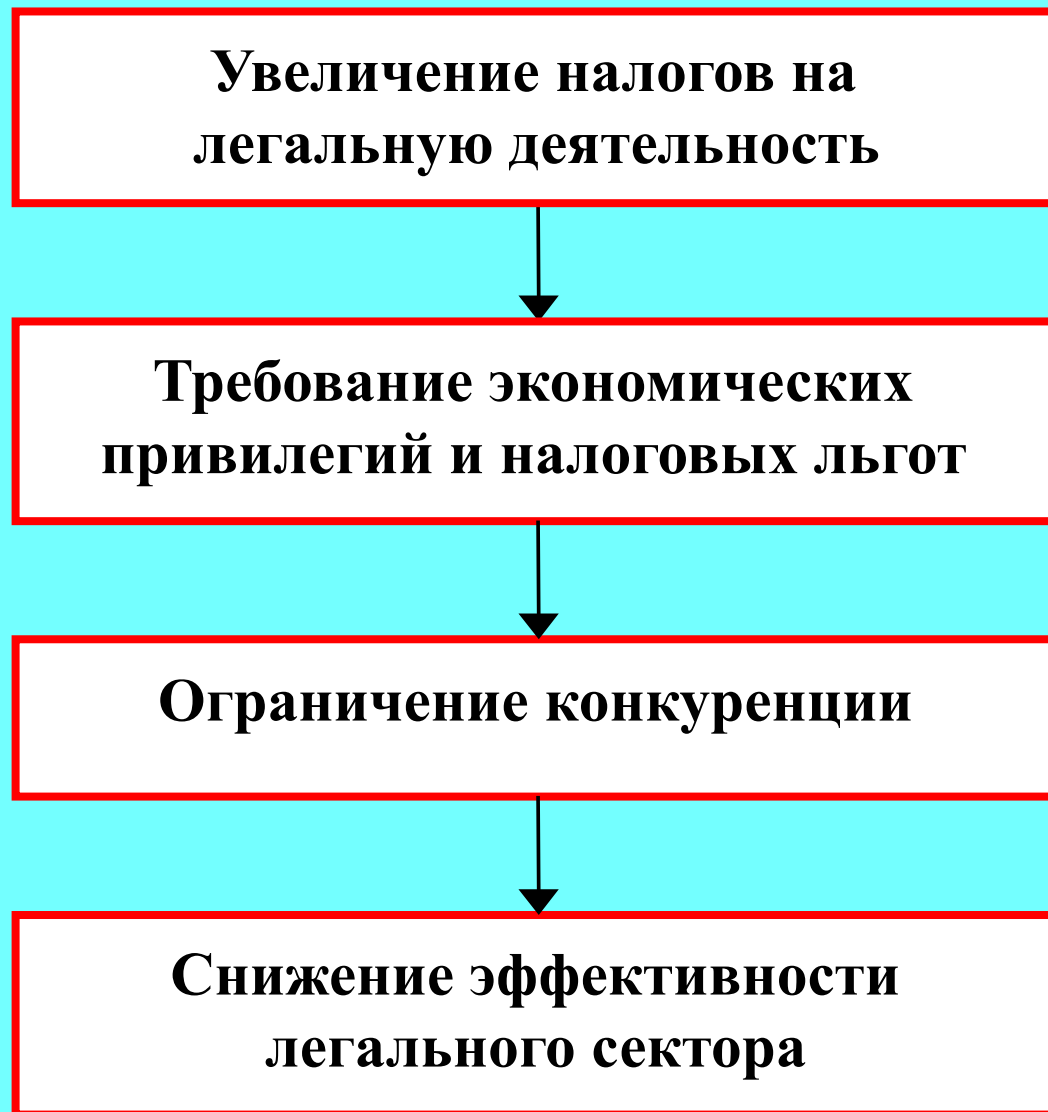 Увеличение налогов на
легальную деятельность
Требование экономических
привилегий и налоговых льгот
Ограничение конкуренции
Снижение эффективности
легального сектора